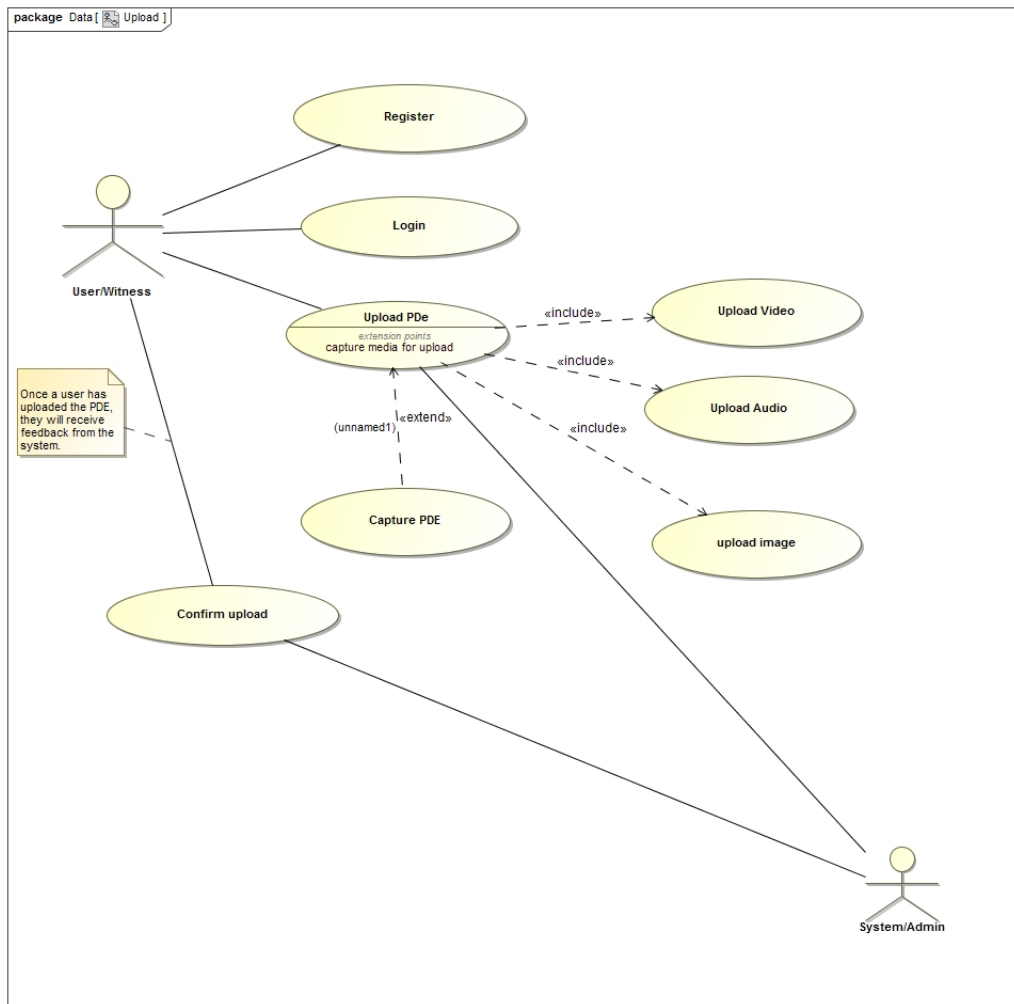 package Data [ Upload ]
Register
Login
User/Witness
Upload PDe
extension points
capture media for upload
«include»
Upload Video
«include»
Upload Audio
«include»
upload image
Once a user has
uploaded the PDE,
they will receive
feedback from the
system.
(unnamed1)
«extend»
Capture PDE
Confirm upload
System/Admin